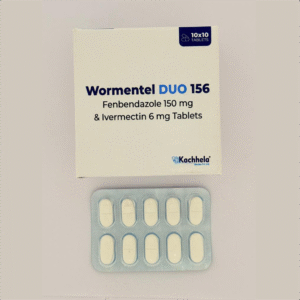 10x10
TABLETS
Wormentel DUO 156
Fenbendazole 150 mg
& Ivermectin 6 mg Tablets
Kachhela